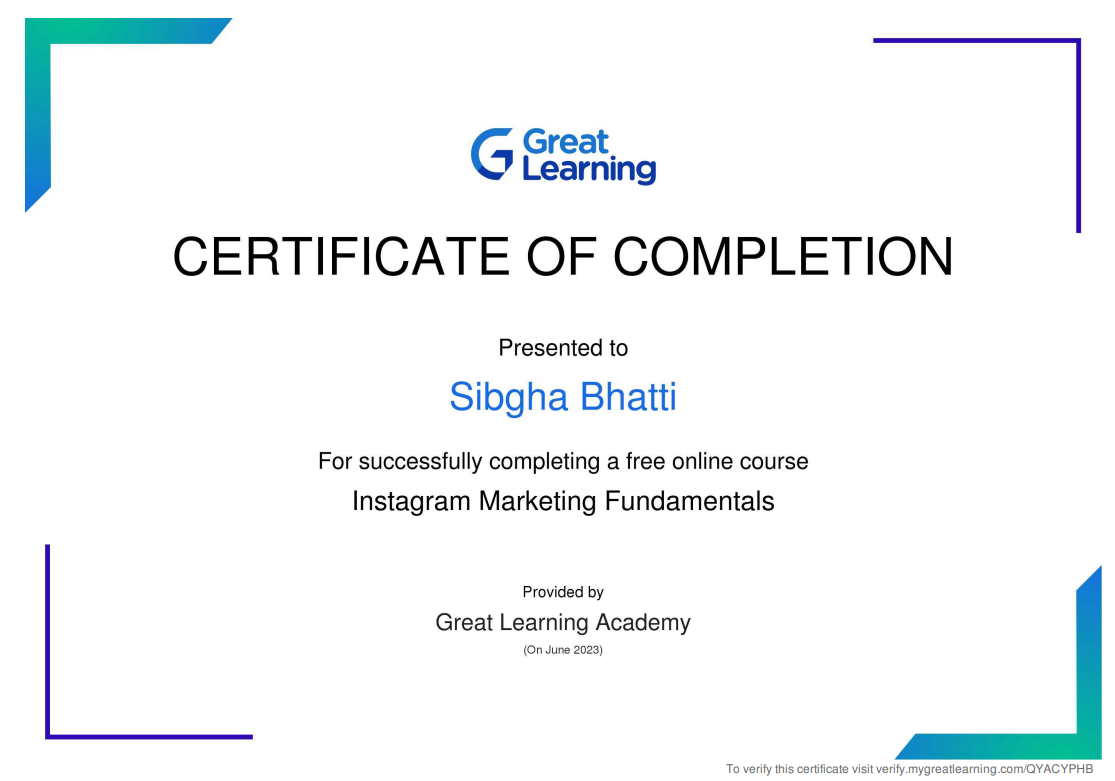 Great
Learning
CERTIFICATE OF COMPLETION
Presented to
Sibgha Bhatti
For successfully completing a free online course
Instagram Marketing Fundamentals
Provided by
Great Learning Academy
(On June 2023)
To verify this certificate visit verify.mygreatlearning.com/QYACYPHB